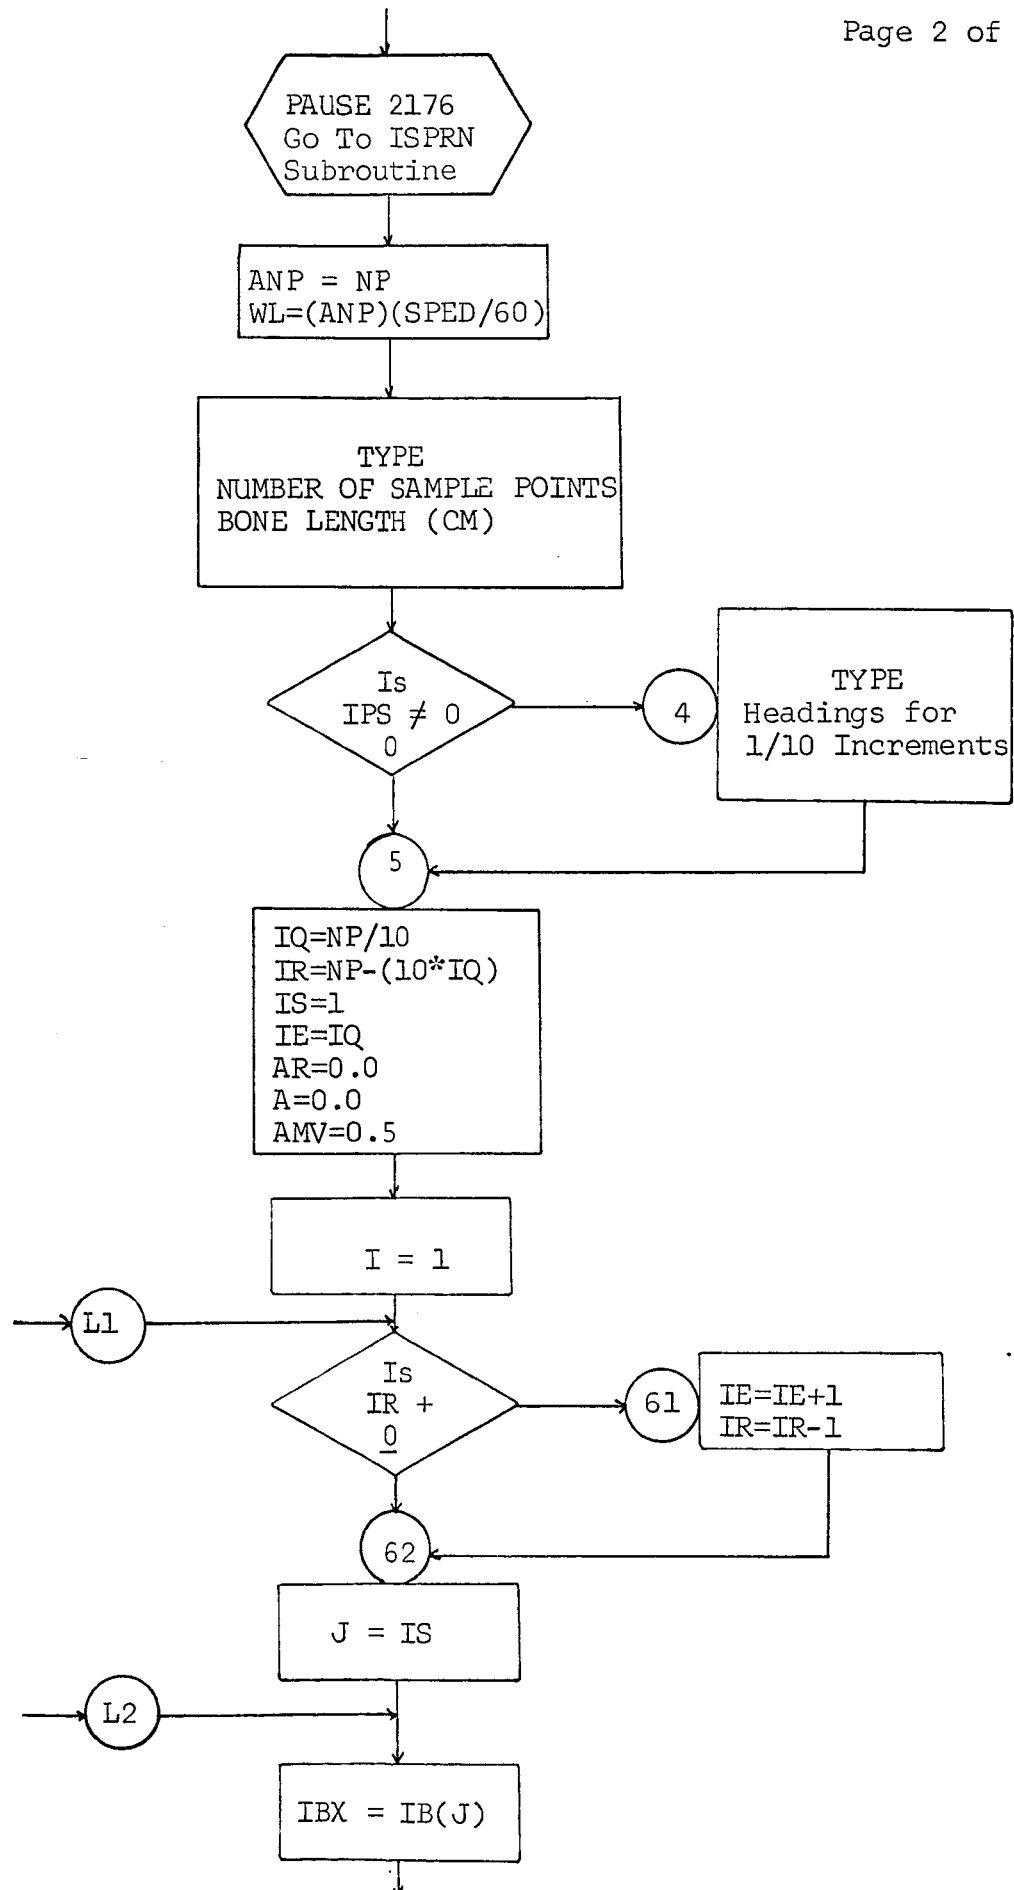 Page 2 of
PAUSE 2176
Go To ISPRN
Subroutine
ANP = NP
WL=(ANP)(SPED/60)
TYPE
NUMBER OF SAMPLE POINTS
BONE LENGTH (CM)
Is
IPS ≠ 0
0
4
TYPE
Headings for
1/10 Increments
5
IQ=NP/10
IR=NP-(10*IQ)
IS=1
IE=IQ
AR=0.0
A=0.0
AMV=0.5
I = 1
L1
Is
IR +
0
61
IE=IE+1
IR=IR-1
62
J = IS
L2
IBX = IB(J)